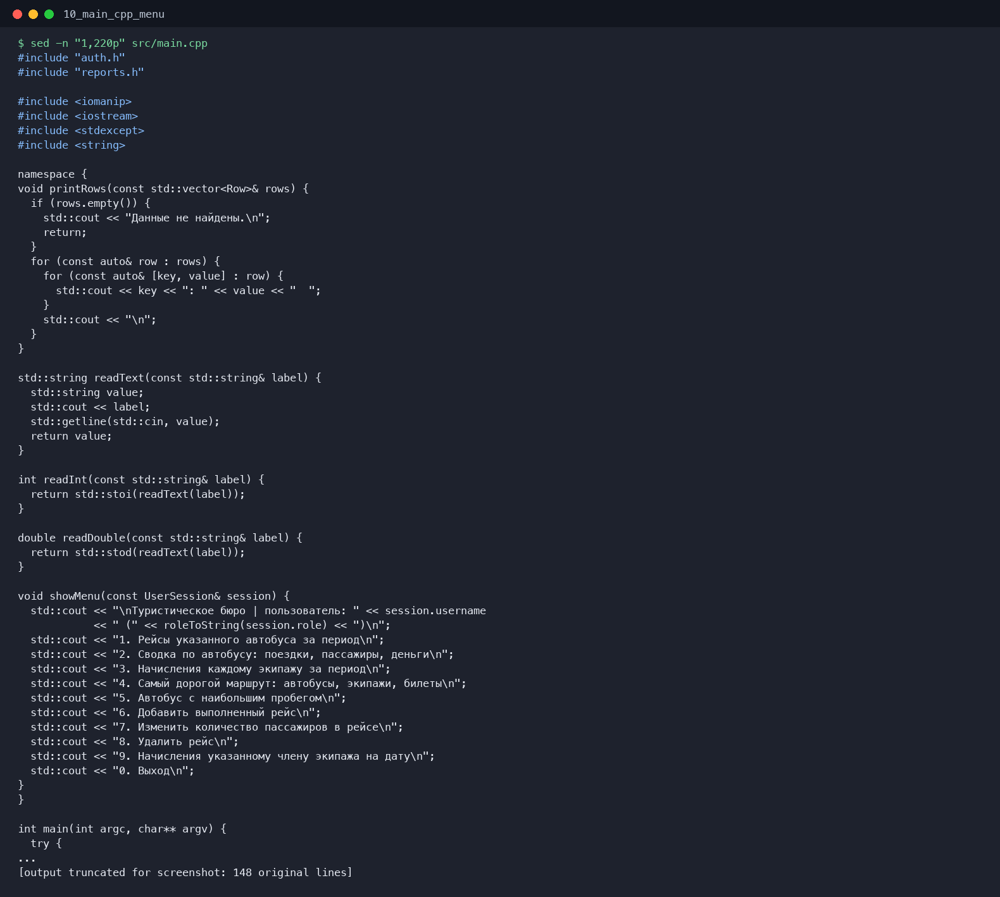 10_main_cpp_menu
$ sed -n "1,220p" src/main.cpp
#include "auth.h"
#include "reports.h"

#include <iomanip>
#include <iostream>
#include <stdexcept>
#include <string>

namespace {
void printRows(const std::vector<Row>& rows) {
  if (rows.empty()) {
    std::cout << "Данные не найдены.\n";
    return;
  }
  for (const auto& row : rows) {
    for (const auto& [key, value] : row) {
      std::cout << key << ": " << value << "  ";
    }
    std::cout << "\n";
  }
}

std::string readText(const std::string& label) {
  std::string value;
  std::cout << label;
  std::getline(std::cin, value);
  return value;
}

int readInt(const std::string& label) {
  return std::stoi(readText(label));
}

double readDouble(const std::string& label) {
  return std::stod(readText(label));
}

void showMenu(const UserSession& session) {
  std::cout << "\nТуристическое бюро | пользователь: " << session.username
            << " (" << roleToString(session.role) << ")\n";
  std::cout << "1. Рейсы указанного автобуса за период\n";
  std::cout << "2. Сводка по автобусу: поездки, пассажиры, деньги\n";
  std::cout << "3. Начисления каждому экипажу за период\n";
  std::cout << "4. Самый дорогой маршрут: автобусы, экипажи, билеты\n";
  std::cout << "5. Автобус с наибольшим пробегом\n";
  std::cout << "6. Добавить выполненный рейс\n";
  std::cout << "7. Изменить количество пассажиров в рейсе\n";
  std::cout << "8. Удалить рейс\n";
  std::cout << "9. Начисления указанному члену экипажа на дату\n";
  std::cout << "0. Выход\n";
}
}

int main(int argc, char** argv) {
  try {
...
[output truncated for screenshot: 148 original lines]